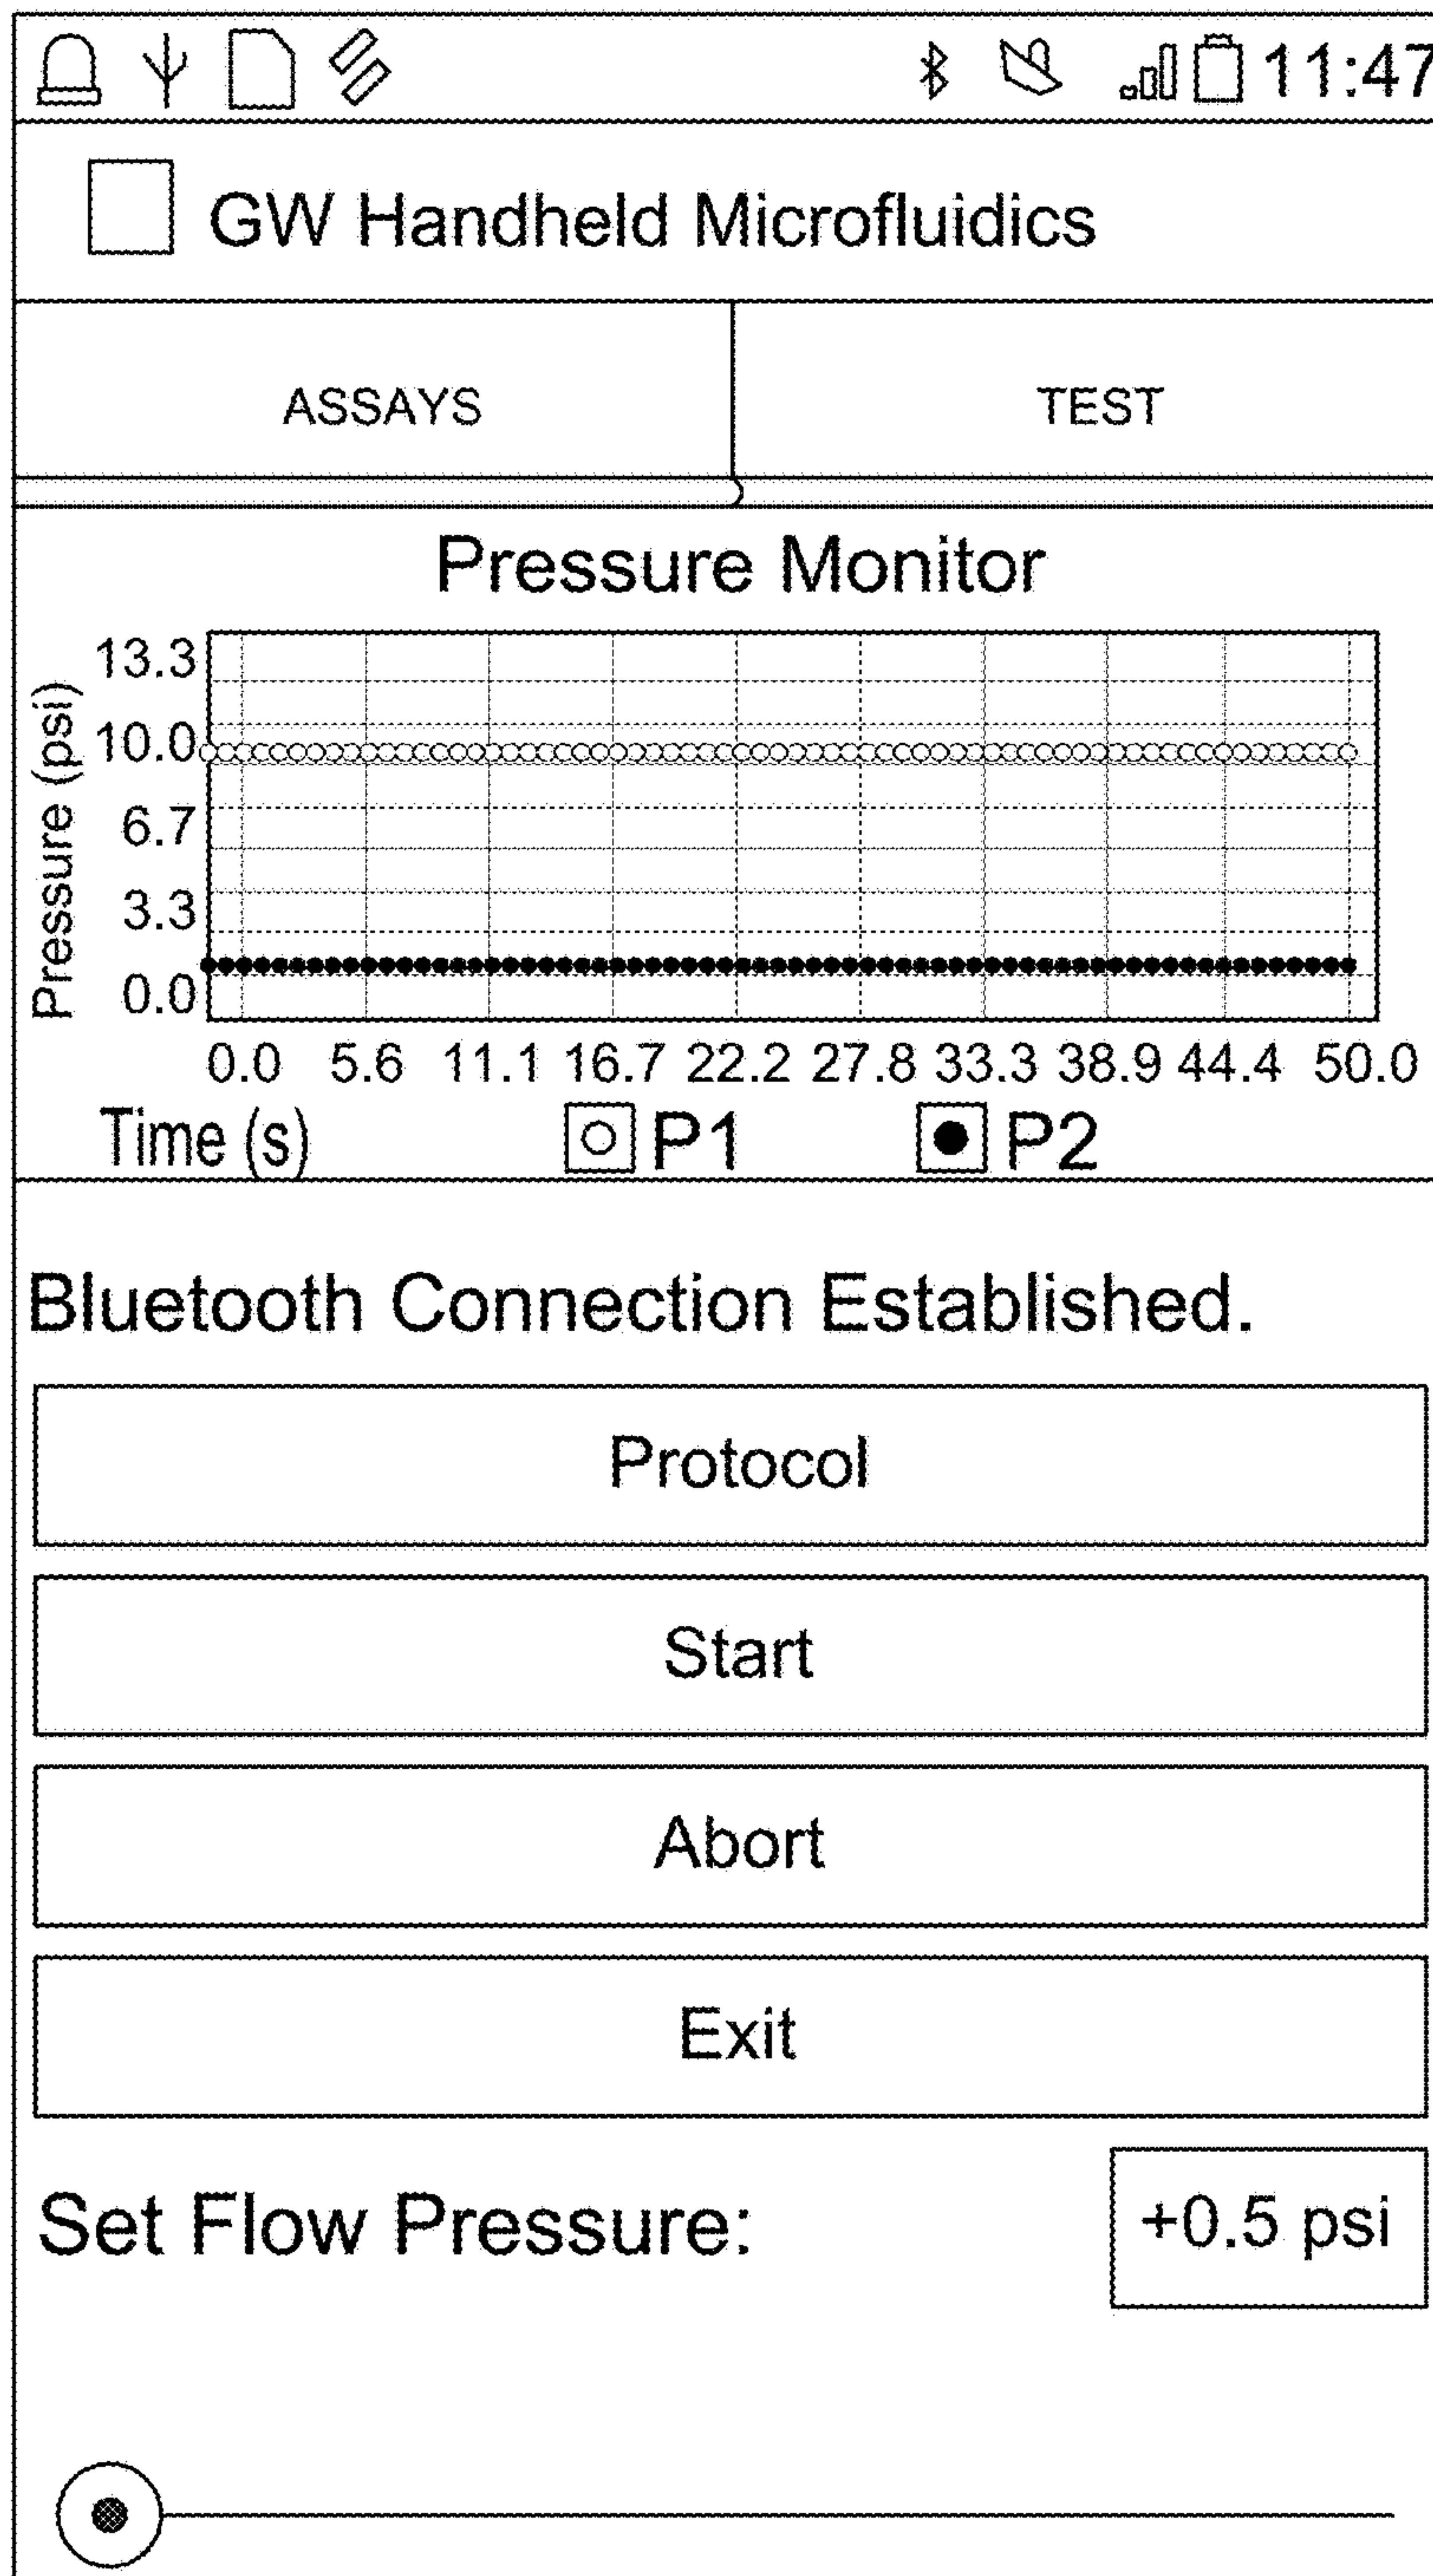 11:47
GW Handheld Microfluidics
ASSAYS TEST
Pressure Monitor
Pressure (psi)
13.3
10.0
6.7
3.3
0.0
0.0 5.6 11.1 16.7 22.2 27.8 33.3 38.9 44.4 50.0
Time (s) P1 P2
Bluetooth Connection Established.
Protocol
Start
Abort
Exit
Set Flow Pressure: +0.5 psi